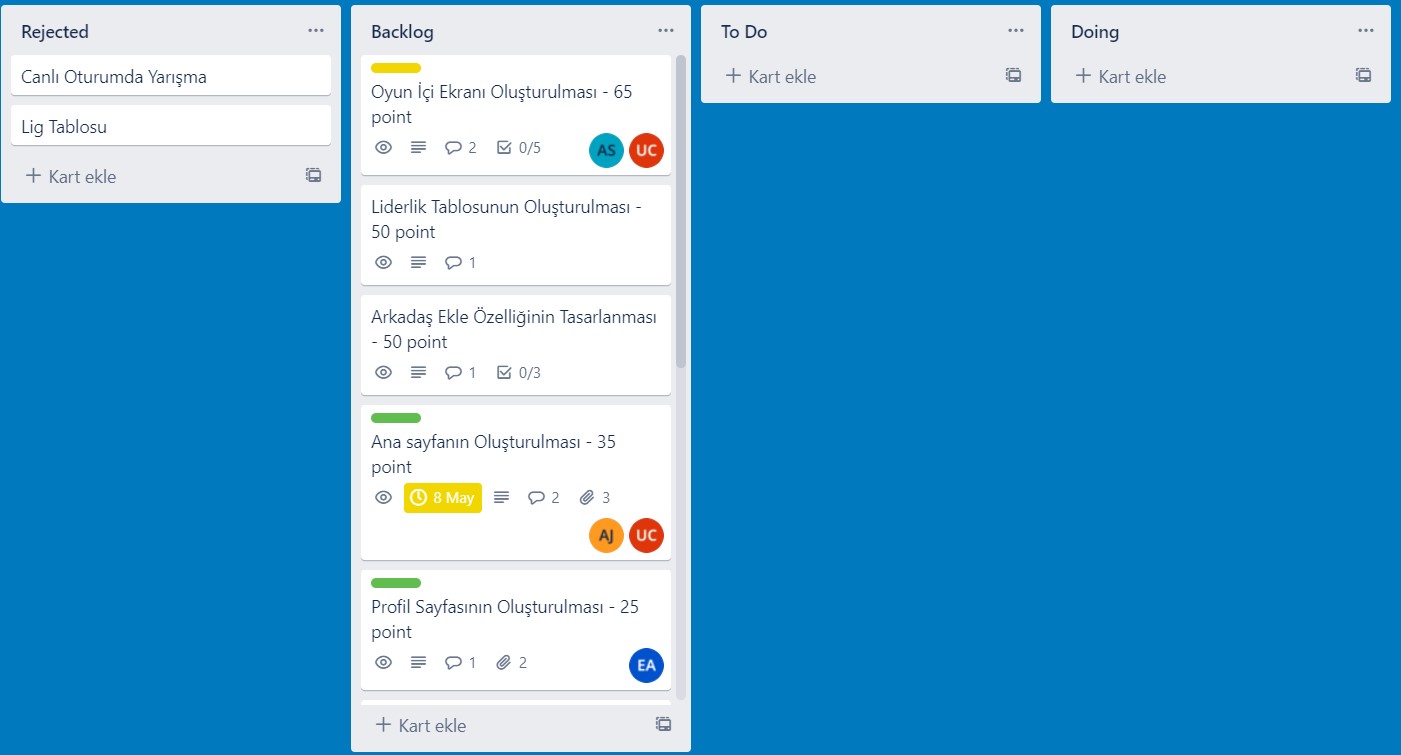 Rejected
Canlı Oturumda Yarışma
Lig Tablosu
Kart ekle
Backlog
Oyun İçi Ekranı Oluşturulması - 65
point
2 0/5 AS UC
Liderlik Tablosunun Oluşturulması -
50 point
1
Arkadaş Ekle Özelliğinin Tasarlanması
- 50 point
1 0/3
Ana sayfanın Oluşturulması - 35
point
8 May 2 3
AJ UC
Profil Sayfasının Oluşturulması - 25
point
1 2 EA
Kart ekle
To Do
Kart ekle
Doing
Kart ekle